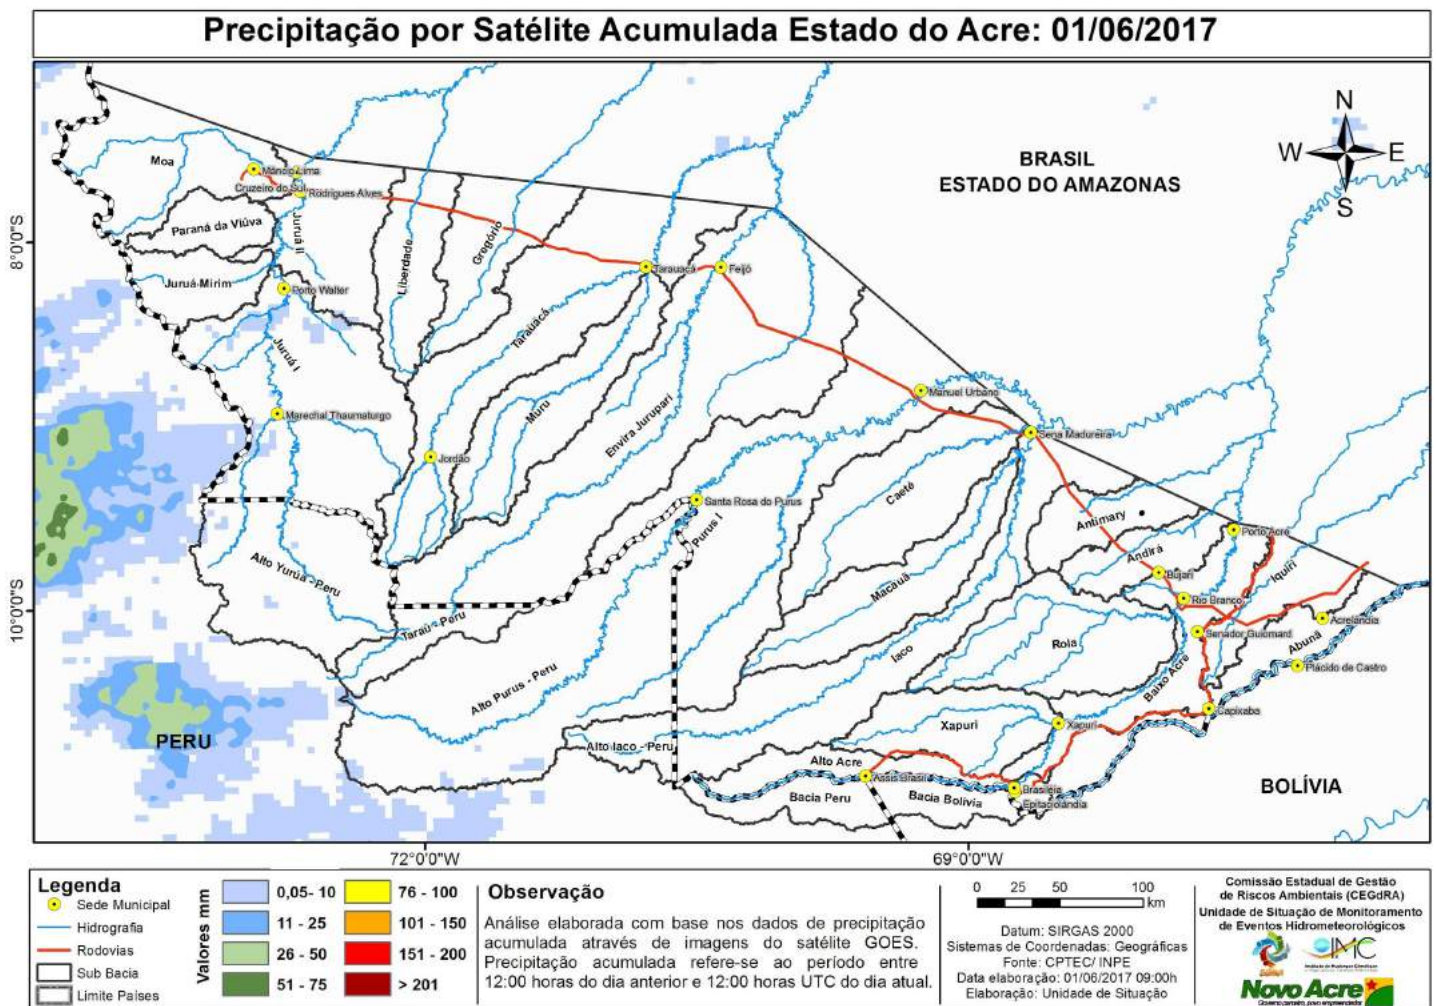 Precipitação por Satélite Acumulada Estado do Acre: 01/06/2017
N
W
E
S
BRASIL
ESTADO DO AMAZONAS
8°0'0"S
10°0'0"S
Moa
Mâncio Lima
Cruzeiro do Sul
Rodrigues Alves
Paraná da Viúva
Juruá II
Liberdade
Gregório
Juruá-Mirim
Porto Walter
Tarauacá
Feijó
Tarauacá
Juruá I
Marechal Thaumaturgo
Muru
Envira Jurupari
Manuel Urbano
Jordão
Sena Madureira
Santa Rosa do Purus
Caeté
Purus I
Antimary
Porto Acre
Andirá
Alto Yurúa - Peru
Macauã
Bujari
Iquiri
Rio Branco
Taraú - Peru
Senador Guiomard
Acrelândia
Rola
Iaco
Abunã
Plácido de Castro
Baixo Acre
Alto Purus - Peru
Capixaba
Xapuri
Xapuri
PERU
Alto Iaco - Peru
Alto Acre
Assis Brasil
Brasiléia
Epitaciolândia
Bacia Peru
Bacia Bolívia
BOLÍVIA
72°0'0"W
69°0'0"W
Legenda
Sede Municipal
Hidrografia
Rodovias
Sub Bacia
Limite Países
Valores mm
0,05- 10
11 - 25
26 - 50
51 - 75
76 - 100
101 - 150
151 - 200
> 201
Observação
Análise elaborada com base nos dados de precipitação
acumulada através de imagens do satélite GOES.
Precipitação acumulada refere-se ao período entre
12:00 horas do dia anterior e 12:00 horas UTC do dia atual.
0 25 50 100
km
Datum: SIRGAS 2000
Sistemas de Coordenadas: Geográficas
Fonte: CPTEC/ INPE
Data elaboração: 01/06/2017 09:00h
Elaboração: Unidade de Situação
Comissão Estadual de Gestão
de Riscos Ambientais (CEGdRA)
Unidade de Situação de Monitoramento
de Eventos Hidrometeorológicos
IMC
Novo Acre
Governo parceiro, povo empreendedor